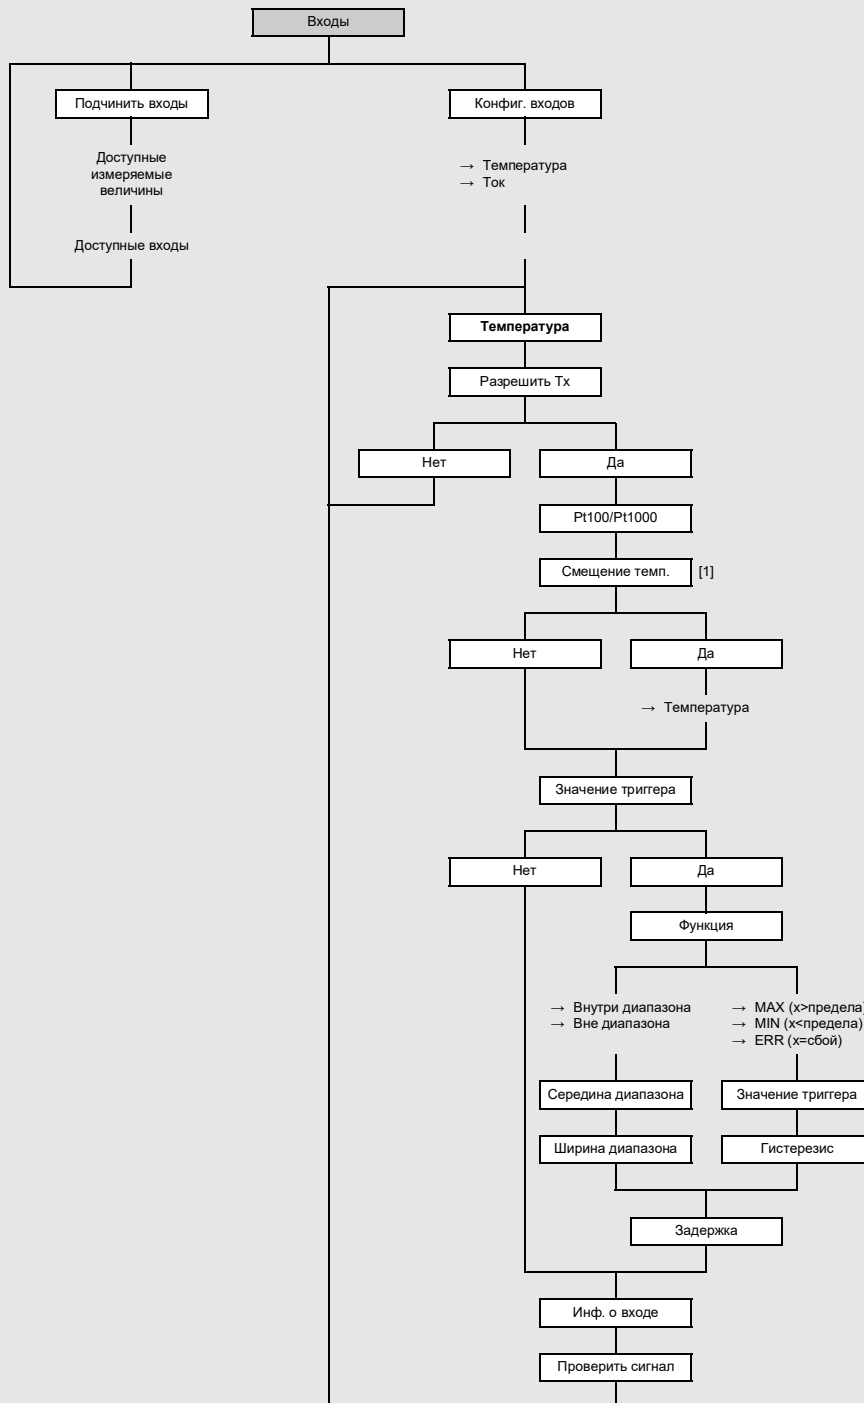 Входы
Подчинить входы
Конфиг. входов
Доступные
измеряемые
величины
→ Температура
→ Ток
Доступные входы
Температура
Разрешить Tx
Нет
Да
Pt100/Pt1000
Смещение темп.
[1]
Нет
Да
→ Температура
Значение триггера
Нет
Да
Функция
→ Внутри диапазона
→ Вне диапазона
→ MAX (x>предела)
→ MIN (x<предела)
→ ERR (x=сбой)
Середина диапазона
Значение триггера
Ширина диапазона
Гистерезис
Задержка
Инф. о входе
Проверить сигнал